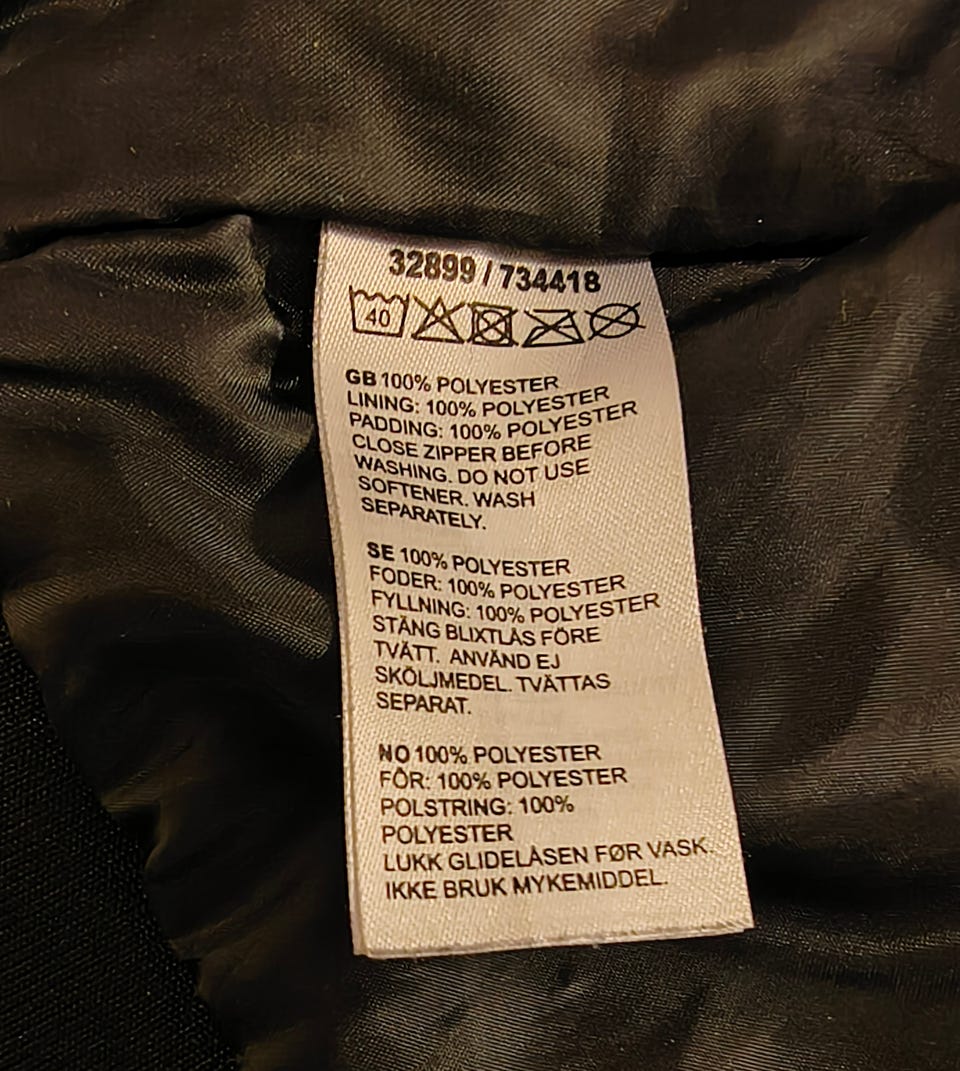 32899 / 734418
40
GB 100% POLYESTER
LINING: 100% POLYESTER
PADDING: 100% POLYESTER
CLOSE ZIPPER BEFORE
WASHING. DO NOT USE
SOFTENER. WASH
SEPARATELY.
SE 100% POLYESTER
FODER: 100% POLYESTER
FYLLNING: 100% POLYESTER
STÄNG BLIXTLÅS FÖRE
TVÄTT. ANVÄND EJ
SKÖLJMEDEL. TVÄTTAS
SEPARAT.
NO 100% POLYESTER
FÔR: 100% POLYESTER
POLSTRING: 100%
POLYESTER
LUKK GLIDELÅSEN FØR VASK.
IKKE BRUK MYKEMIDDEL.